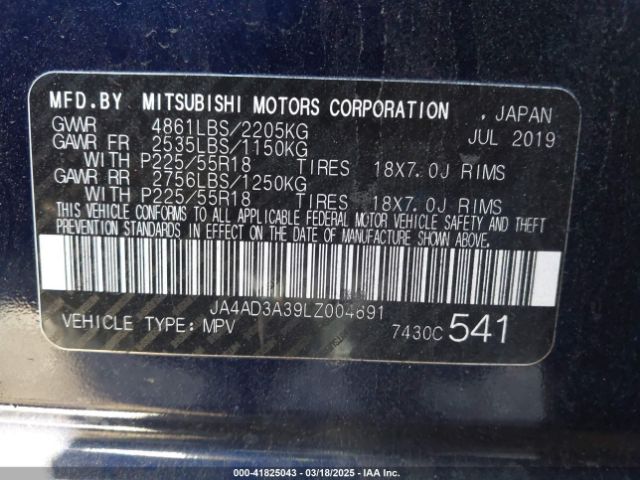 MFD. BY MITSUBISHI MOTORS CORPORATION , JAPAN
GVWR 4861LBS/2205KG JUL 2019
GAWR FR 2535LBS/1150KG
WITH P225/55R18 TIRES 18X7.0J RIMS
GAWR RR 2756LBS/1250KG
WITH P225/55R18 TIRES 18X7.0J RIMS
THIS VEHICLE CONFORMS TO ALL APPLICABLE FEDERAL MOTOR VEHICLE SAFETY AND THEFT
PREVENTION STANDARDS IN EFFECT ON THE DATE OF MANUFACTURE SHOWN ABOVE.
JA4AD3A39LZ004691
VEHICLE TYPE: MPV 7430C 541
000-41825043 - 03/18/2025 - IAA Inc.